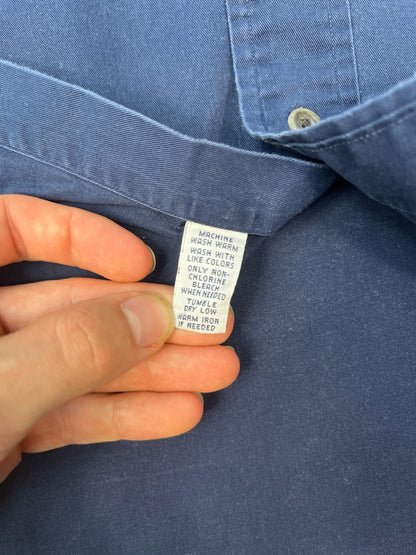 MACHINE
WASH WARM
WASH WITH
LIKE COLORS
ONLY NON-
CHLORINE
BLEACH
WHEN NEEDED
TUMBLE
DRY LOW
WARM IRON
IF NEEDED